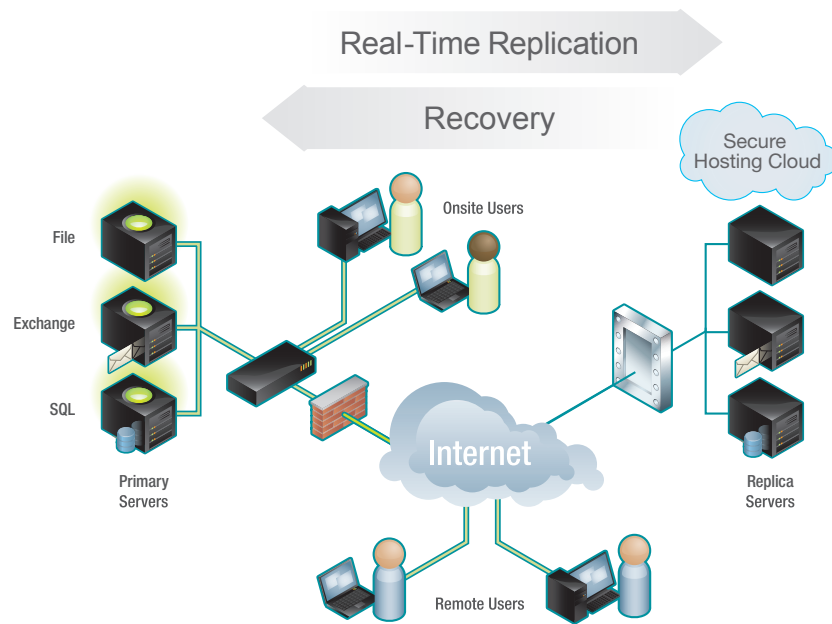 Real-Time Replication
Recovery
Secure
Hosting Cloud
Onsite Users
File
Exchange
SQL
Internet
Primary
Servers
Replica
Servers
Remote Users